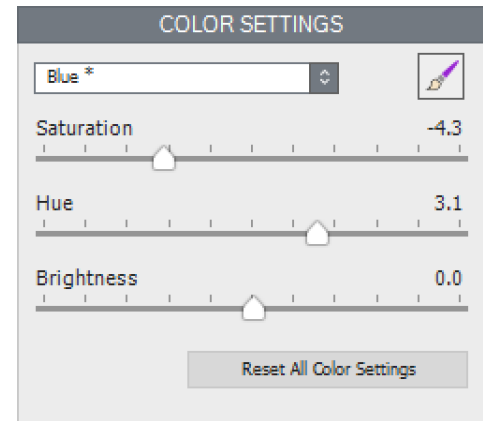 COLOR SETTINGS
Blue *
Saturation -4.3
Hue 3.1
Brightness 0.0
Reset All Color Settings